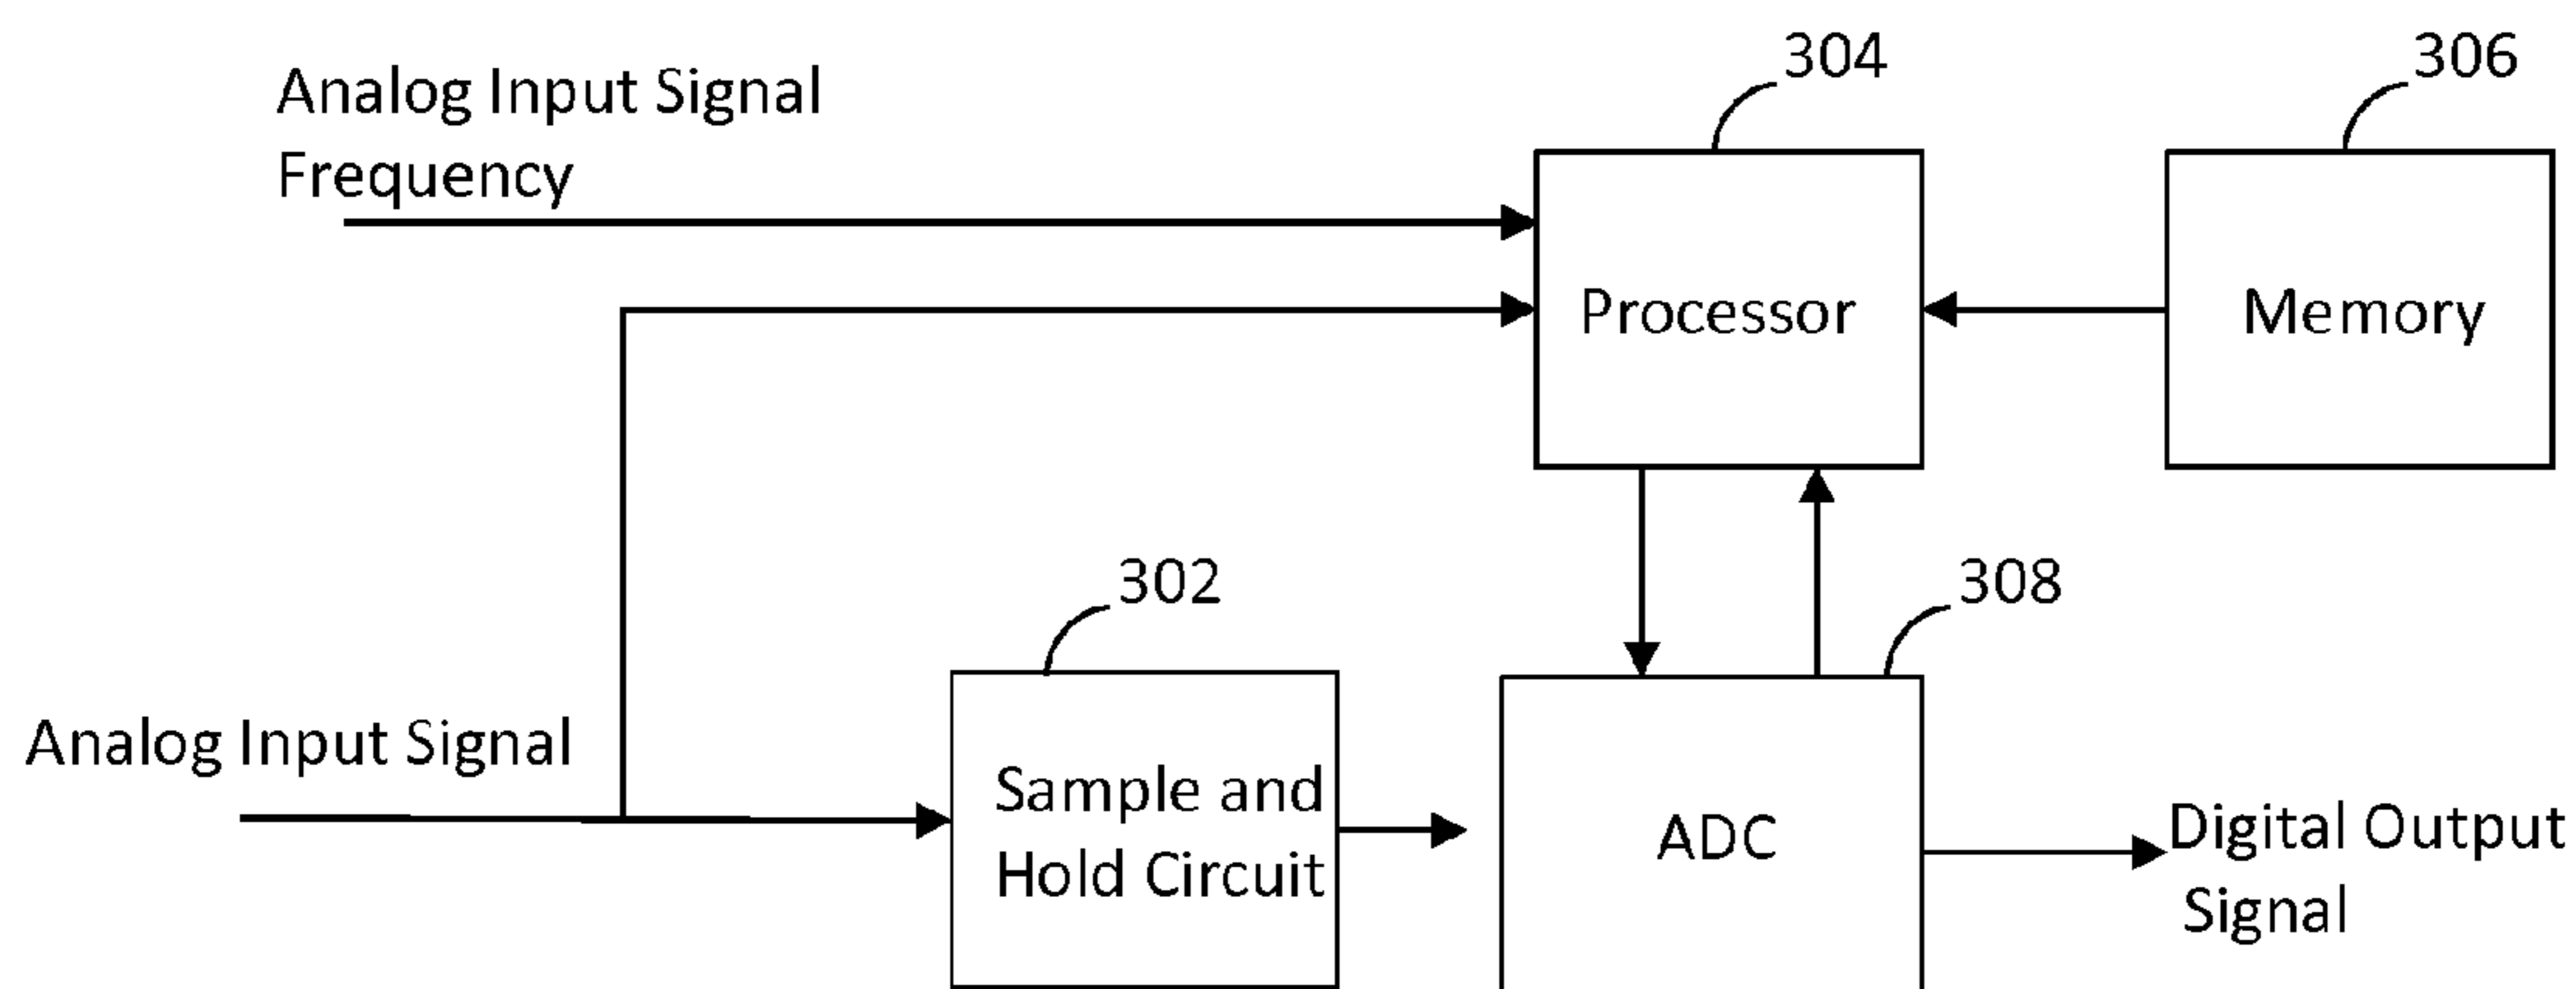 304
306
Analog Input Signal
Frequency
Processor
Memory
302
308
Analog Input Signal
Sample and
Hold Circuit
ADC
Digital Output
Signal